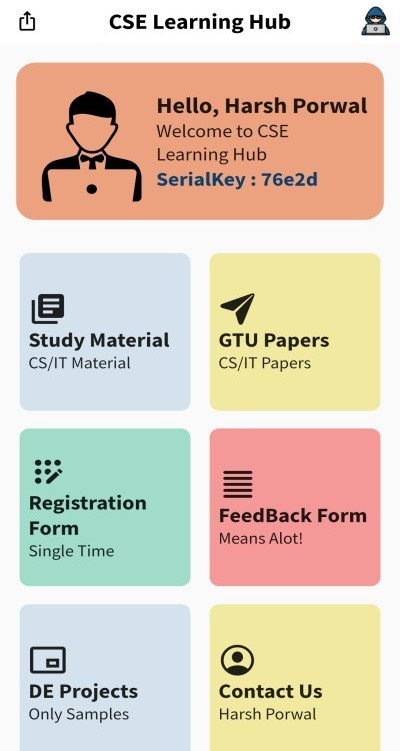 CSE Learning Hub
Hello, Harsh Porwal
Welcome to CSE
Learning Hub
SerialKey : 76e2d
Study Material
CS/IT Material
GTU Papers
CS/IT Papers
Registration
Form
Single Time
FeedBack Form
Means Alot!
DE Projects
Only Samples
Contact Us
Harsh Porwal